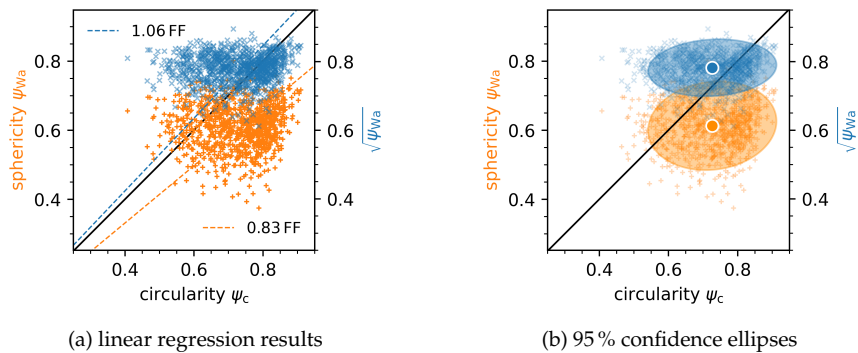 1.06 FF
0.83 FF
0.8
0.6
0.4
0.8
0.6
0.4
0.4
0.6
0.8
sphericity ψWa
√ψWa
circularity ψc
(a) linear regression results
0.8
0.6
0.4
0.8
0.6
0.4
0.4
0.6
0.8
sphericity ψWa
√ψWa
circularity ψc
(b) 95 % confidence ellipses